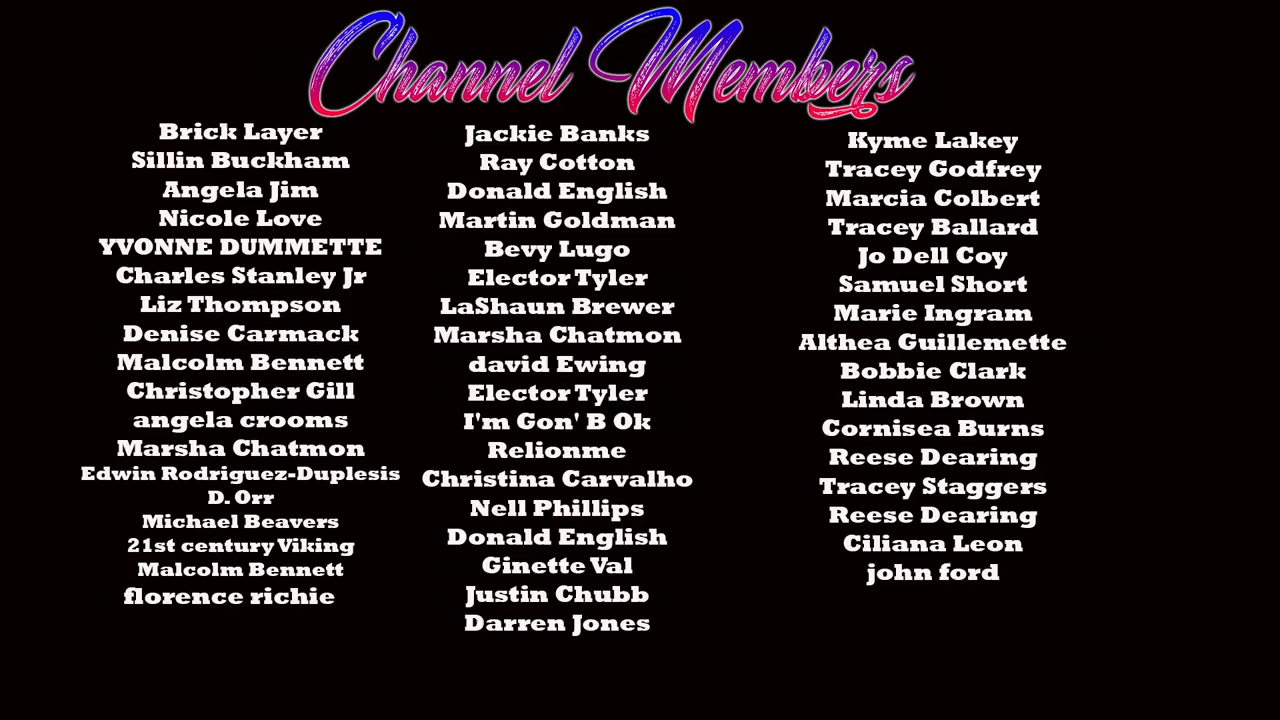 Channel Members
Brick Layer
Sillin Buckham
Angela Jim
Nicole Love
YVONNE DUMMETTE
Charles Stanley Jr
Liz Thompson
Denise Carmack
Malcolm Bennett
Christopher Gill
angela crooms
Marsha Chatmon
Edwin Rodriguez-Duplesis
D. Orr
Michael Beavers
21st century Viking
Malcolm Bennett
florence richie
Jackie Banks
Ray Cotton
Donald English
Martin Goldman
Bevy Lugo
Elector Tyler
LaShaun Brewer
Marsha Chatmon
david Ewing
Elector Tyler
I'm Gon' B Ok
Relionme
Christina Carvalho
Nell Phillips
Donald English
Ginette Val
Justin Chubb
Darren Jones
Kyme Lakey
Tracey Godfrey
Marcia Colbert
Tracey Ballard
Jo Dell Coy
Samuel Short
Marie Ingram
Althea Guillemette
Bobbie Clark
Linda Brown
Cornisea Burns
Reese Dearing
Tracey Staggers
Reese Dearing
Ciliana Leon
john ford